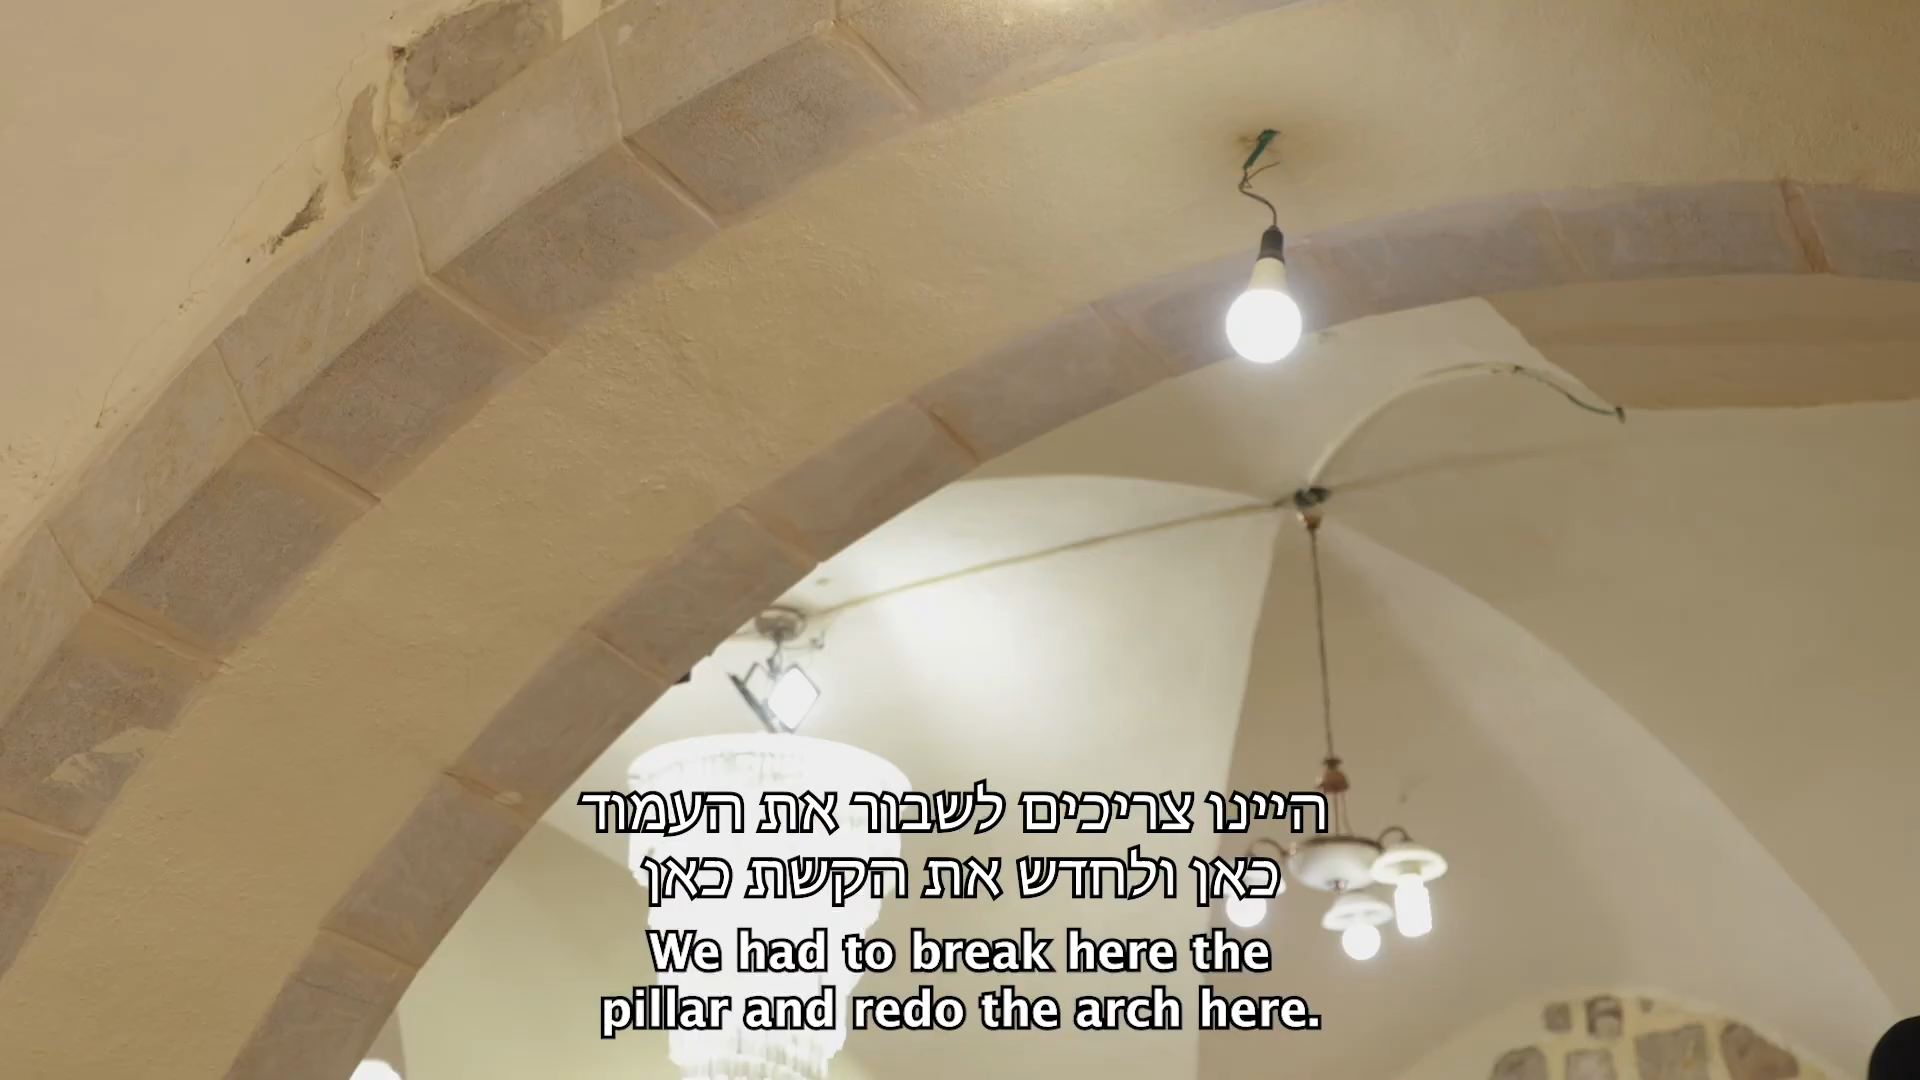 היינו צריכים לשבור את העמוד
כאן ולחדש את הקשת כאן
We had to break here the
pillar and redo the arch here.